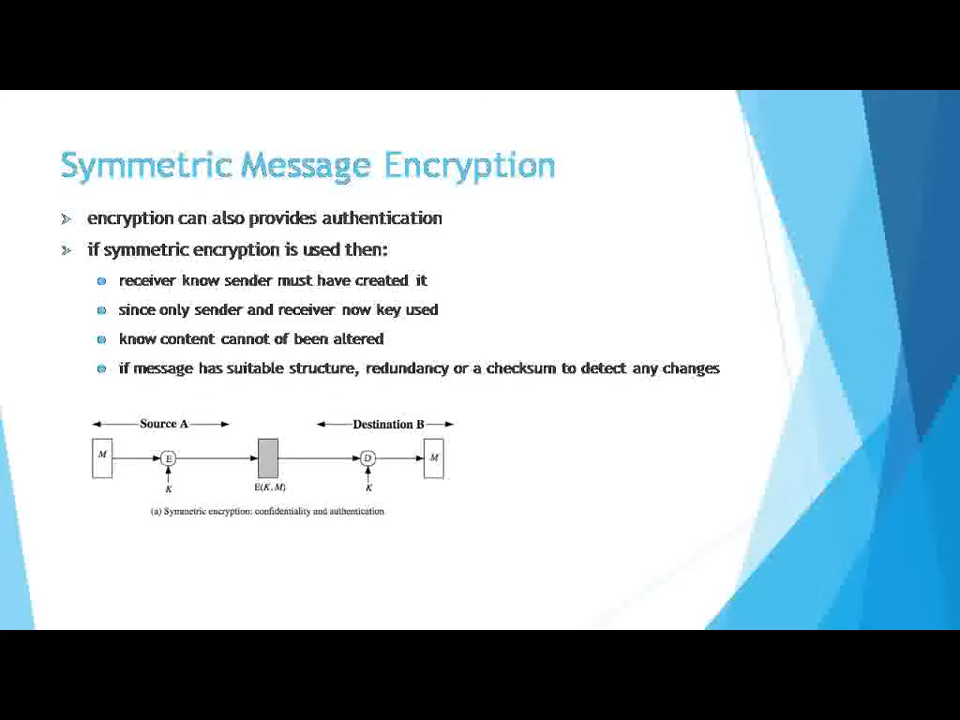 Symmetric Message Encryption
encryption can also provides authentication
if symmetric encryption is used then:
receiver know sender must have created it
since only sender and receiver now key used
know content cannot of been altered
if message has suitable structure, redundancy or a checksum to detect any changes
Source A
Destination B
M E D M
K E(K, M) K
(a) Symmetric encryption: confidentiality and authentication